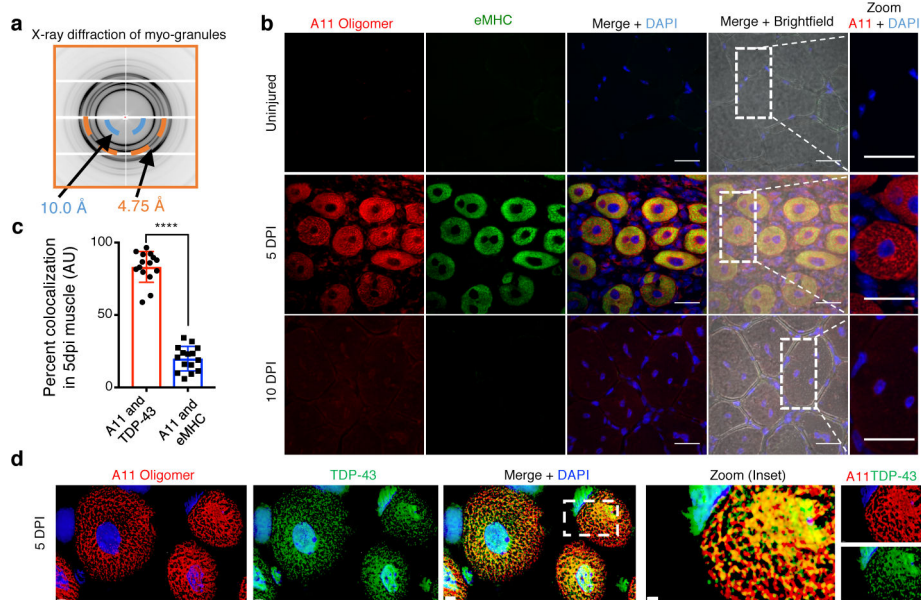 a
X-ray diffraction of myo-granules
10.0 Å
4.75 Å
b
A11 Oligomer
eMHC
Merge + DAPI
Merge + Brightfield
Zoom
A11 + DAPI
Uninjured
5 DPI
10 DPI
c
****
Percent colocalization
in 5dpi muscle (AU)
100
50
0
A11 and
TDP-43
A11 and
eMHC
d
A11 Oligomer
TDP-43
Merge + DAPI
Zoom (Inset)
A11TDP-43
5 DPI